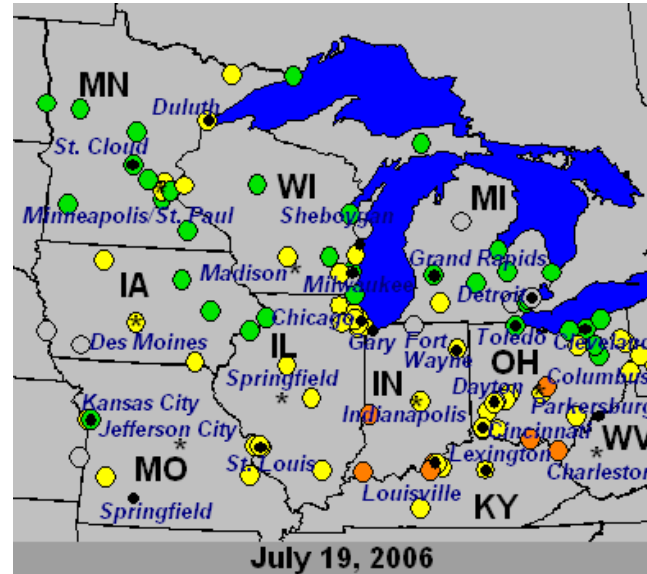 MN
Duluth
St. Cloud
WI
MI
Minneapolis/St. Paul
Sheboygan
Grand Rapids
Madison
Milwaukee
IA
Detroit
Chicago
Des Moines
Gary
Fort Wayne
Toledo
Cleveland
IL
OH
Springfield
IN
Dayton
Columbus
Kansas City
Indianapolis
Parkersburg
Jefferson City
Cincinnati
WV
MO
St. Louis
Lexington
Charleston
Springfield
Louisville
KY
July 19, 2006